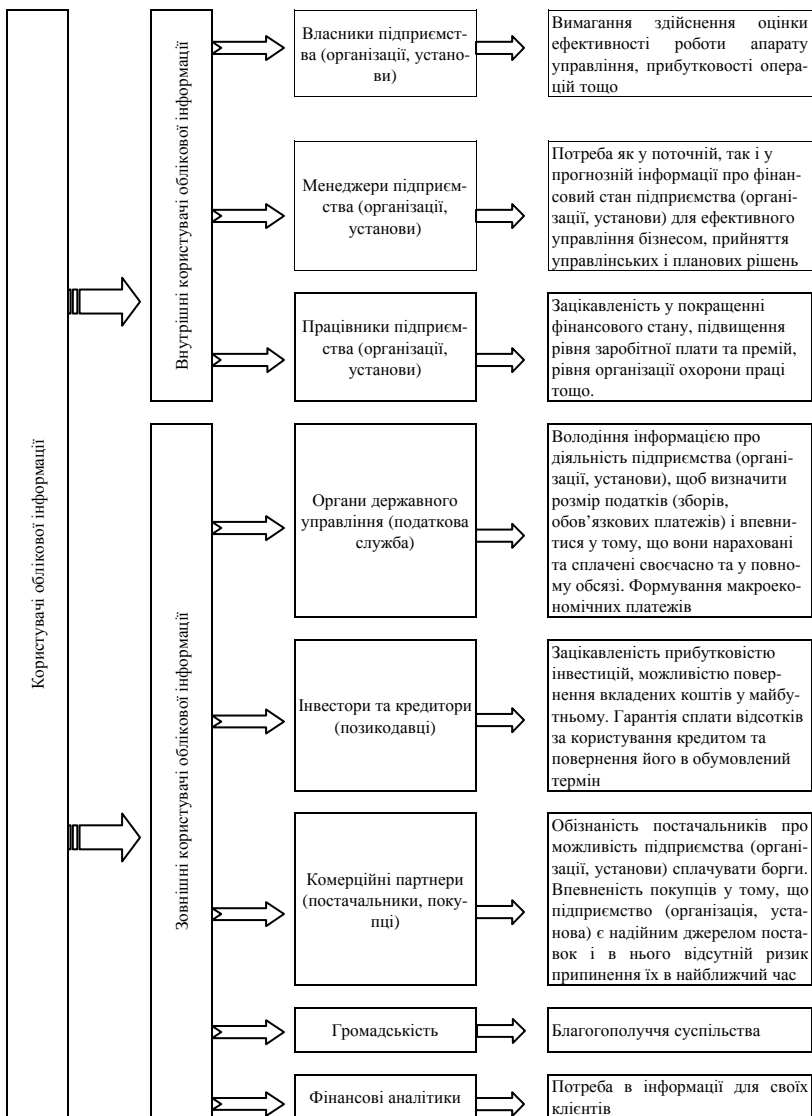 Користувачі облікової інформації
Внутрішні користувачі облікової інформації
Власники підприємст-
ва (організації, устано-
ви)
Вимагання здійснення оцінки
ефективності роботи апарату
управління, прибутковості опера-
цій тощо
Менеджери підприєм-
ства (організації,
установи)
Потреба як у поточній, так і у
прогнозній інформації про фінан-
совий стан підприємства (органі-
зації, установи) для ефективного
управління бізнесом, прийняття
управлінських і планових рішень
Працівники підприєм-
ства (організації,
установи)
Зацікавленість у покращенні
фінансового стану, підвищення
рівня заробітної плати та премій,
рівня організації охорони праці
тощо.
Зовнішні користувачі облікової інформації
Органи державного
управління (податкова
служба)
Володіння інформацією про
діяльність підприємства (органі-
зації, установи), щоб визначити
розмір податків (зборів,
обов’язкових платежів) і впевни-
тися у тому, що вони нараховані
та сплачені своєчасно та у повно-
му обсязі. Формування макроеко-
номічних платежів
Інвестори та кредитори
(позикодавці)
Зацікавленість прибутковістю
інвестицій, можливістю повер-
нення вкладених коштів у майбу-
тньому. Гарантія сплати відсотків
за користування кредитом та
повернення його в обумовлений
термін
Комерційні партнери
(постачальники, поку-
пці)
Обізнаність постачальників про
можливість підприємства (органі-
зації, установи) сплачувати борги.
Впевненість покупців у тому, що
підприємство (організація, уста-
нова) є надійним джерелом поста-
вок і в нього відсутній ризик
припинення їх в найближчий час
Громадськість
Благогополуччя суспільства
Фінансові аналітики
Потреба в інформації для своїх
клієнтів